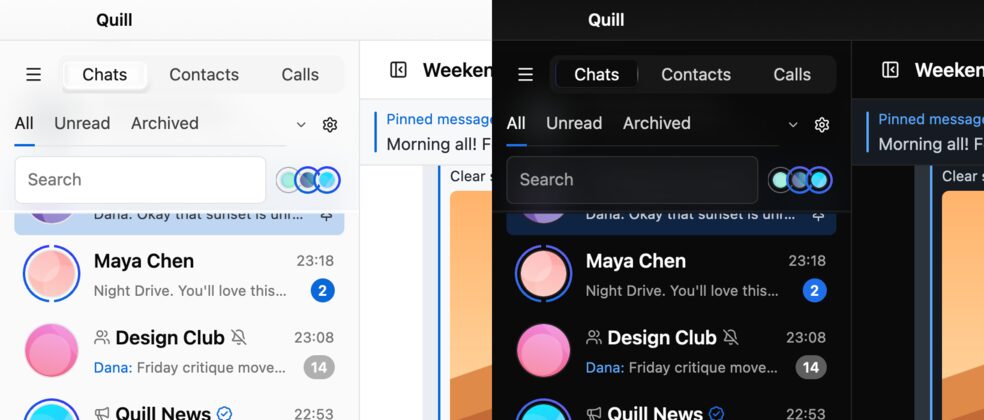 Quill
Chats Contacts Calls
Weeken
All Unread Archived
Pinned message
Morning all! F
Search
Clear s
Dana: Okay that sunset is unr...
Maya Chen 23:18
Night Drive. You'll love this... 2
Design Club 23:08
Dana: Friday critique move... 14
Quill News 22:53
Quill
Chats Contacts Calls
Weeken
All Unread Archived
Pinned message
Morning all! F
Search
Clear s
Dana: Okay that sunset is unr...
Maya Chen 23:18
Night Drive. You'll love this... 2
Design Club 23:08
Dana: Friday critique move... 14
Quill News 22:53